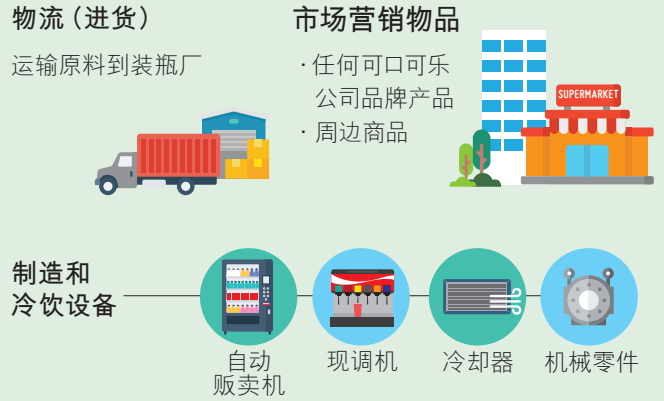 物流（进货）
运输原料到装瓶厂
市场营销物品
·任何可口可乐
公司品牌产品
·周边商品
SUPERMARKET
制造和
冷饮设备
自动
贩卖机
现调机
冷却器
机械零件